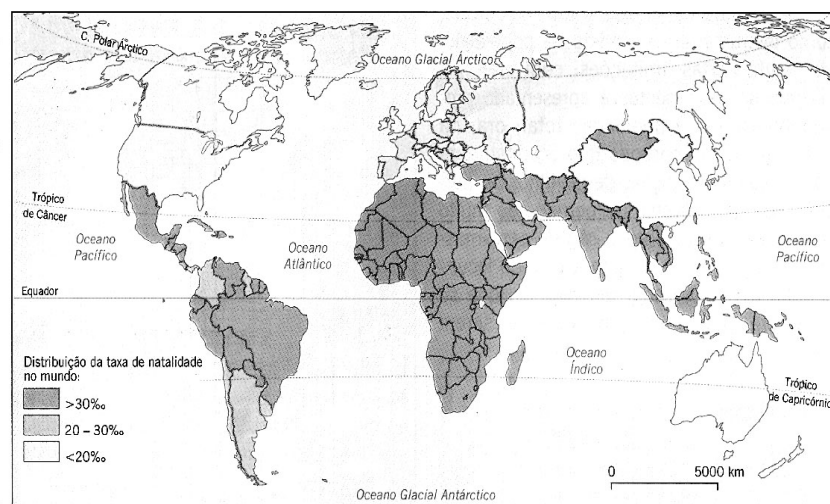 C. Polar Árctico
Oceano Glacial Árctico
Trópico
de Câncer
Oceano
Pacífico
Oceano
Atlântico
Oceano
Pacífico
Equador
Oceano
Índico
Distribuição da taxa de natalidade
no mundo:
>30‰
20 – 30‰
<20‰
Trópico
de Capricórnio
0 5000 km
Oceano Glacial Antárctico